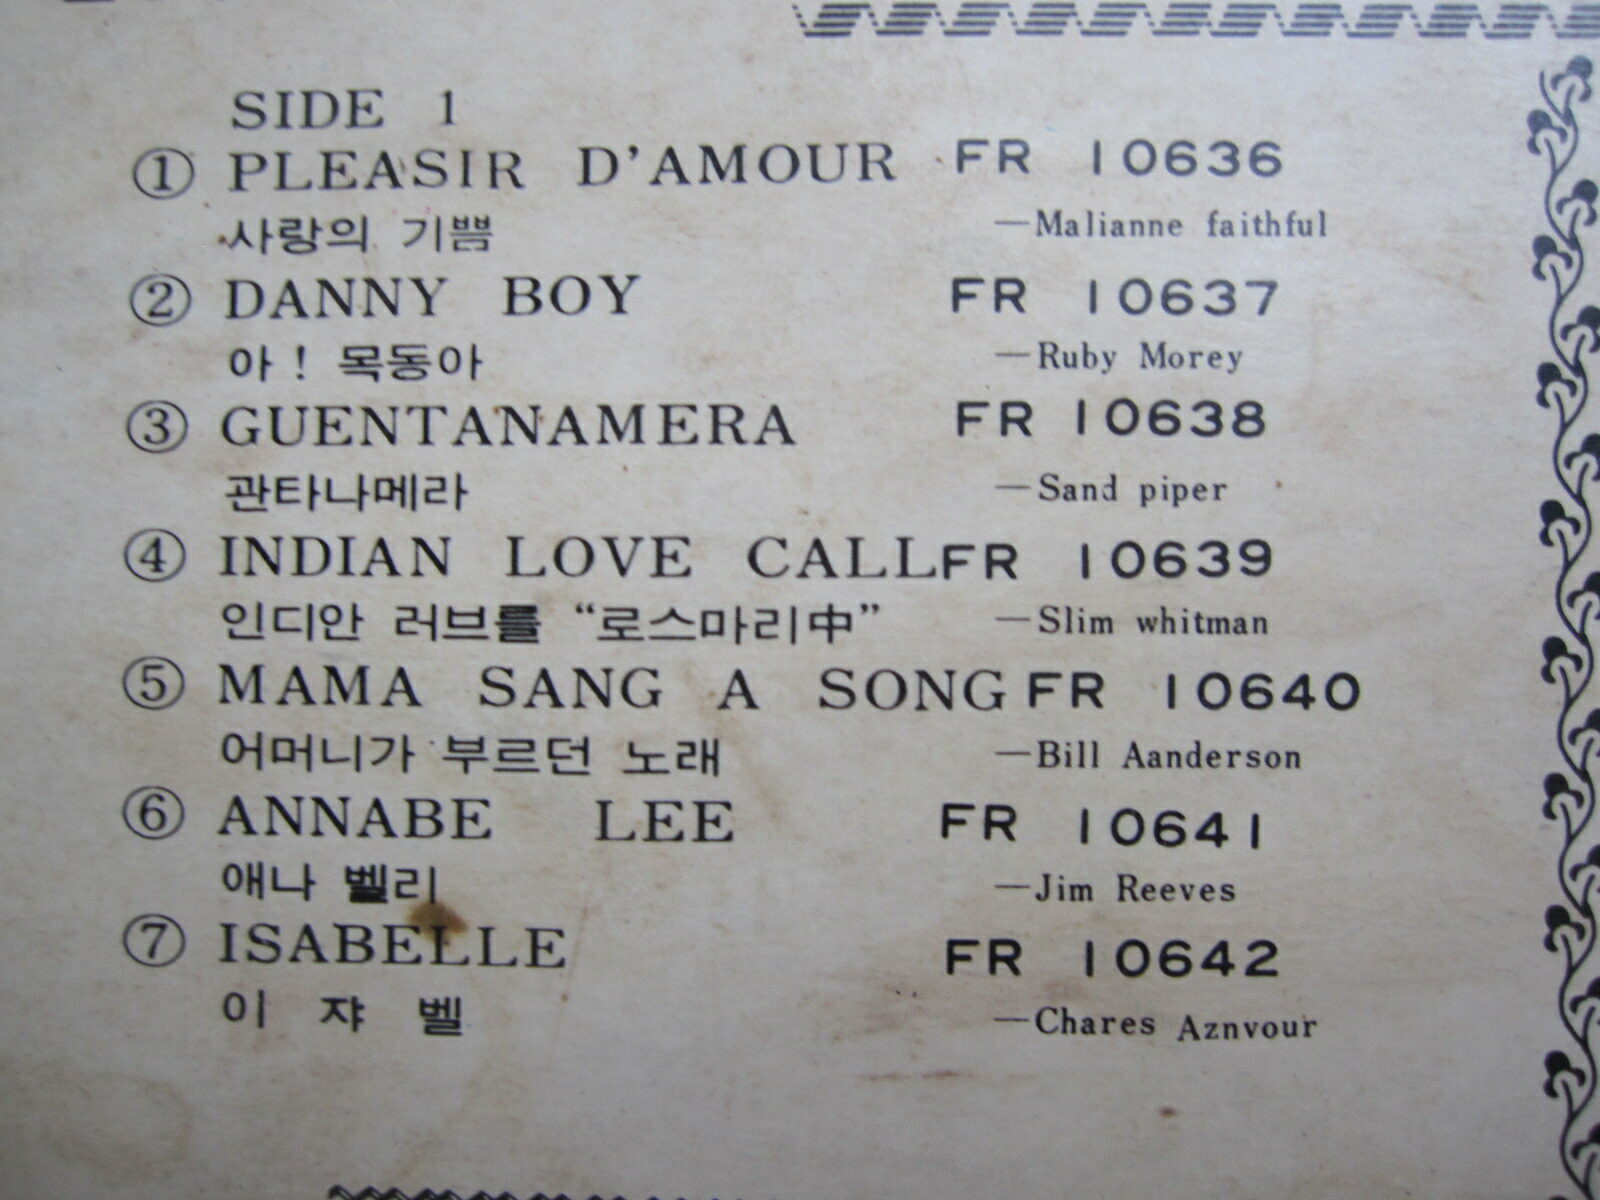 SIDE 1
① PLEASIR D'AMOUR FR 10636
사랑의 기쁨 —Malianne faithful
② DANNY BOY FR 10637
아! 목동아 —Ruby Morey
③ GUENTANAMERA FR 10638
관타나메라 —Sand piper
④ INDIAN LOVE CALL FR 10639
인디안 러브를 “로스마리中” —Slim whitman
⑤ MAMA SANG A SONG FR 10640
어머니가 부르던 노래 —Bill Aanderson
⑥ ANNABE LEE FR 10641
애나 벨리 —Jim Reeves
⑦ ISABELLE FR 10642
이 쟈 벨 —Chares Aznvour